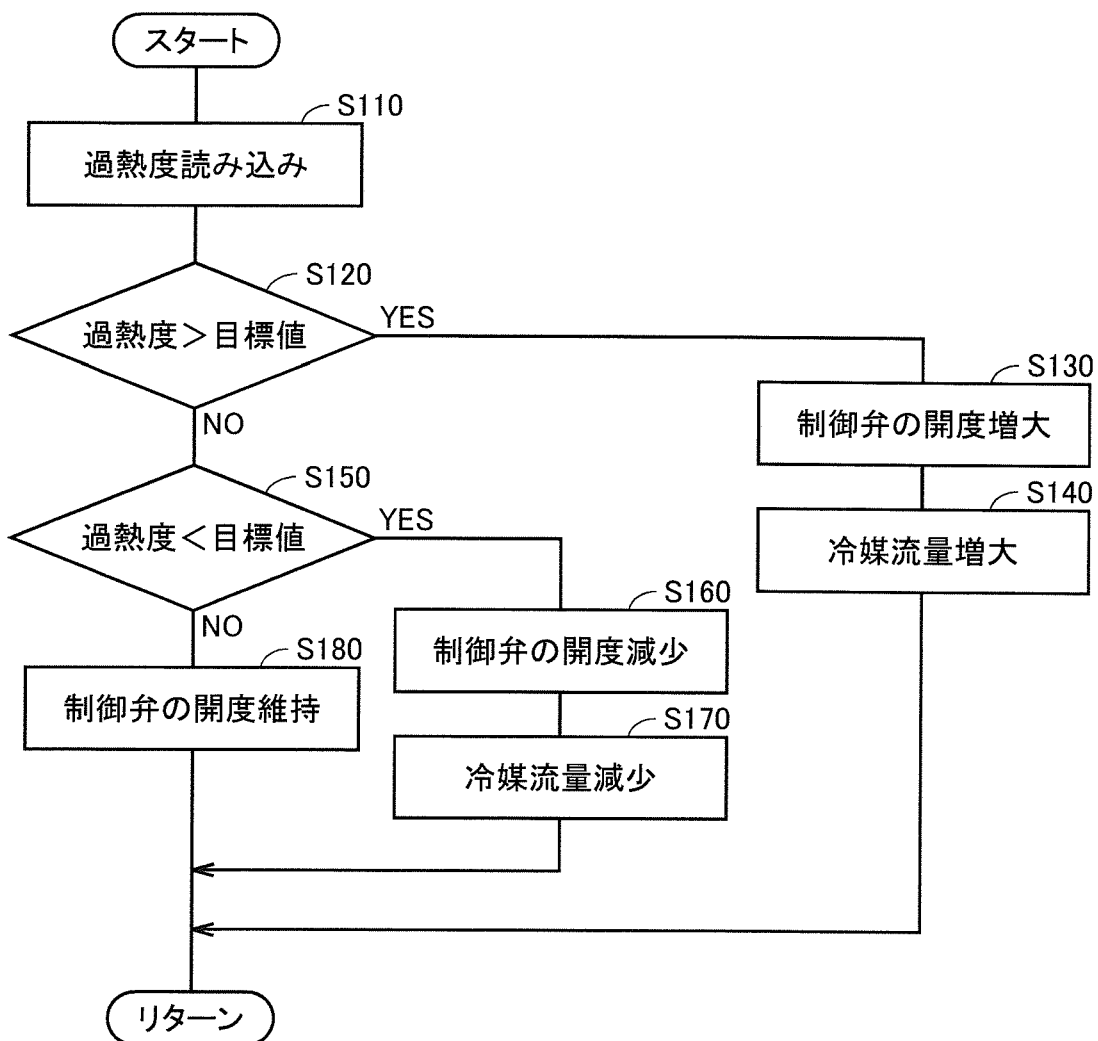 スタート
S110
過熱度読み込み
S120
過熱度＞目標値
YES
NO
S130
制御弁の開度増大
S140
冷媒流量増大
S150
過熱度＜目標値
YES
NO
S160
制御弁の開度減少
S170
冷媒流量減少
S180
制御弁の開度維持
リターン